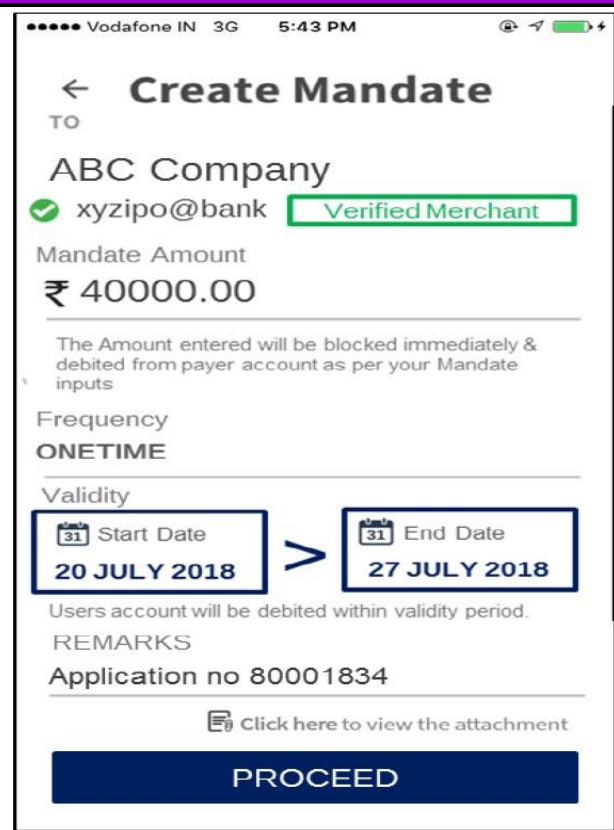 Vodafone IN 3G 5:43 PM
← Create Mandate
TO
ABC Company
xyzipo@bank Verified Merchant
Mandate Amount
₹ 40000.00
The Amount entered will be blocked immediately &
debited from payer account as per your Mandate
inputs
Frequency
ONETIME
Validity
31 Start Date > 31 End Date
20 JULY 2018 27 JULY 2018
Users account will be debited within validity period.
REMARKS
Application no 80001834
Click here to view the attachment
PROCEED